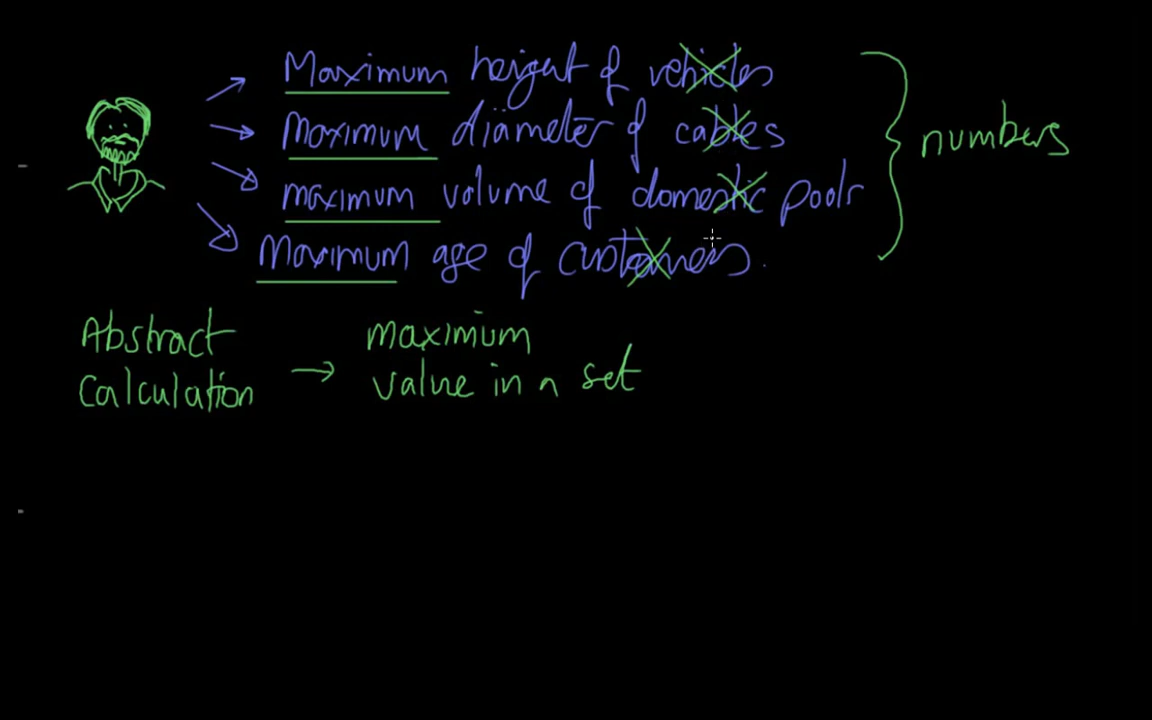 Maximum height of vehicles
Maximum diameter of cables
maximum volume of domestic pools
Maximum age of customers.
numbers
Abstract
Calculation → maximum
value in a set